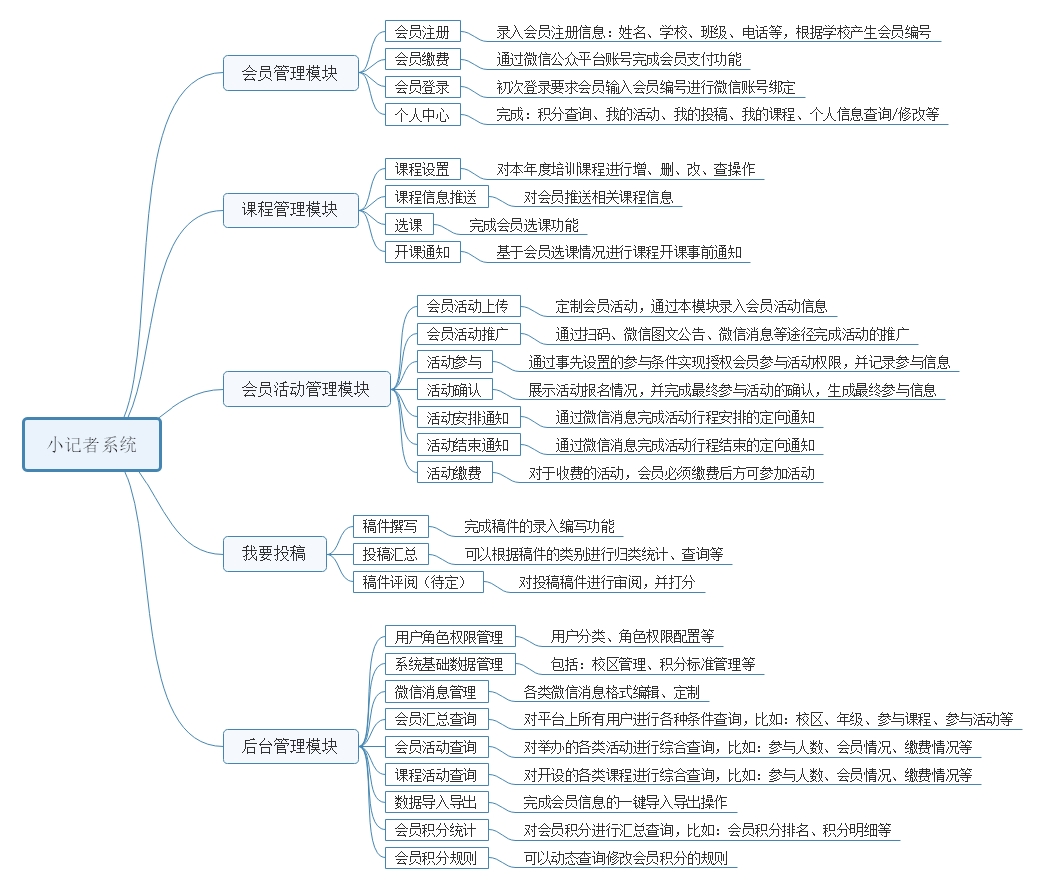 小记者系统
会员管理模块
会员注册
录入会员注册信息：姓名、学校、班级、电话等，根据学校产生会员编号
会员缴费
通过微信公众平台账号完成会员支付功能
会员登录
初次登录要求会员输入会员编号进行微信账号绑定
个人中心
完成：积分查询、我的活动、我的投稿、我的课程、个人信息查询/修改等
课程管理模块
课程设置
对本年度培训课程进行增、删、改、查操作
课程信息推送
对会员推送相关课程信息
选课
完成会员选课功能
开课通知
基于会员选课情况进行课程开课事前通知
会员活动管理模块
会员活动上传
定制会员活动，通过本模块录入会员活动信息
会员活动推广
通过扫码、微信图文公告、微信消息等途径完成活动的推广
活动参与
通过事先设置的参与条件实现授权会员参与活动权限，并记录参与信息
活动确认
展示活动报名情况，并完成最终参与活动的确认，生成最终参与信息
活动安排通知
通过微信消息完成活动行程安排的定向通知
活动结束通知
通过微信消息完成活动行程结束的定向通知
活动缴费
对于收费的活动，会员必须缴费后方可参加活动
我要投稿
稿件撰写
完成稿件的录入编写功能
投稿汇总
可以根据稿件的类别进行归类统计、查询等
稿件评阅（待定）
对投稿稿件进行审阅，并打分
后台管理模块
用户角色权限管理
用户分类、角色权限配置等
系统基础数据管理
包括：校区管理、积分标准管理等
微信消息管理
各类微信消息格式编辑、定制
会员汇总查询
对平台上所有用户进行各种条件查询，比如：校区、年级、参与课程、参与活动等
会员活动查询
对举办的各类活动进行综合查询，比如：参与人数、会员情况、缴费情况等
课程活动查询
对开设的各类课程进行综合查询，比如：参与人数、会员情况、缴费情况等
数据导入导出
完成会员信息的一键导入导出操作
会员积分统计
对会员积分进行汇总查询，比如：会员积分排名、积分明细等
会员积分规则
可以动态查询修改会员积分的规则